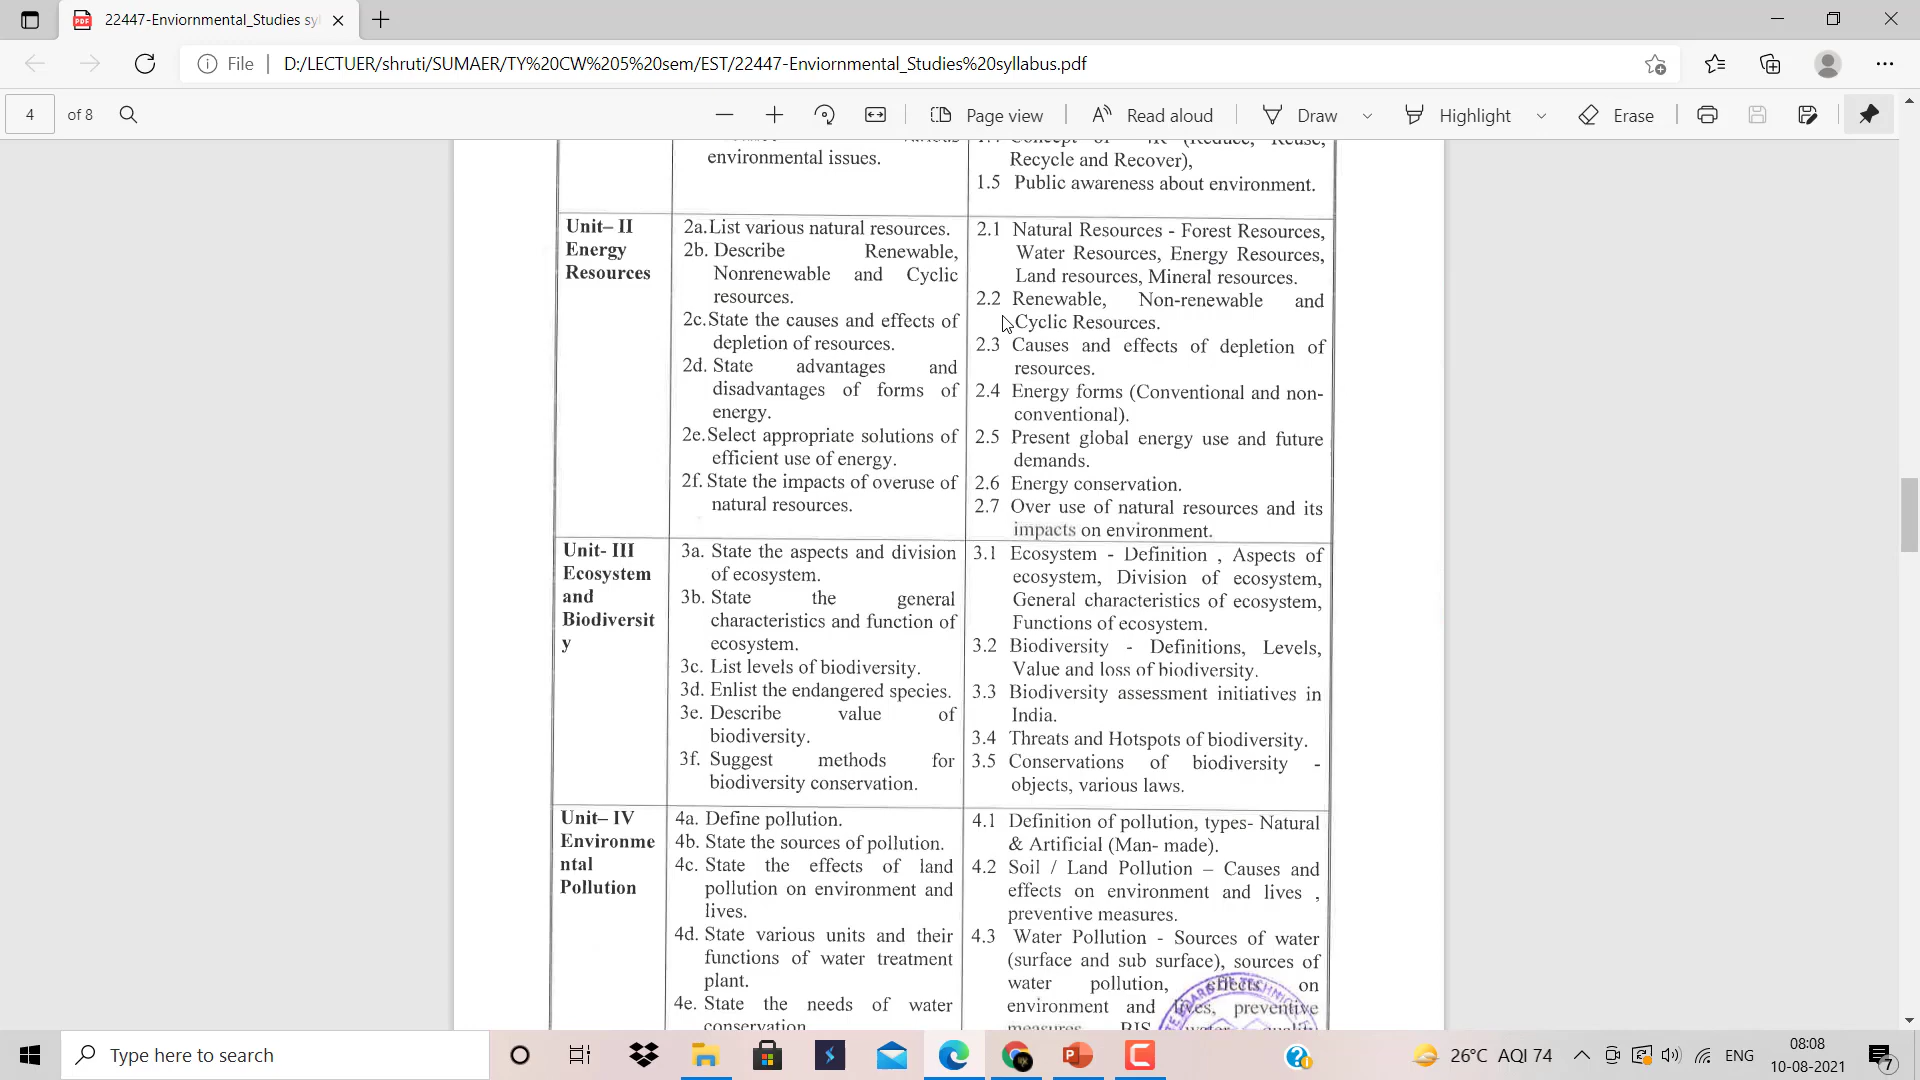 22447-Enviornmental_Studies sy
File
D:/LECTUER/shruti/SUMAER/TY%20CW%205%20sem/EST/22447-Enviornmental_Studies%20syllabus.pdf
4 of 8
Page view
Read aloud
Draw
Highlight
Erase
environmental issues.
Recycle and Recover),
1.5 Public awareness about environment.
Unit– II
Energy
Resources
2a.List various natural resources.
2b. Describe Renewable,
Nonrenewable and Cyclic
resources.
2c.State the causes and effects of
depletion of resources.
2d. State advantages and
disadvantages of forms of
energy.
2e.Select appropriate solutions of
efficient use of energy.
2f. State the impacts of overuse of
natural resources.
2.1 Natural Resources - Forest Resources,
Water Resources, Energy Resources,
Land resources, Mineral resources.
2.2 Renewable, Non-renewable and
Cyclic Resources.
2.3 Causes and effects of depletion of
resources.
2.4 Energy forms (Conventional and non-
conventional).
2.5 Present global energy use and future
demands.
2.6 Energy conservation.
2.7 Over use of natural resources and its
impacts on environment.
Unit- III
Ecosystem
and
Biodiversit
y
3a. State the aspects and division
of ecosystem.
3b. State the general
characteristics and function of
ecosystem.
3c. List levels of biodiversity.
3d. Enlist the endangered species.
3e. Describe value of
biodiversity.
3f. Suggest methods for
biodiversity conservation.
3.1 Ecosystem - Definition , Aspects of
ecosystem, Division of ecosystem,
General characteristics of ecosystem,
Functions of ecosystem.
3.2 Biodiversity - Definitions, Levels,
Value and loss of biodiversity.
3.3 Biodiversity assessment initiatives in
India.
3.4 Threats and Hotspots of biodiversity.
3.5 Conservations of biodiversity -
objects, various laws.
Unit– IV
Environme
ntal
Pollution
4a. Define pollution.
4b. State the sources of pollution.
4c. State the effects of land
pollution on environment and
lives.
4d. State various units and their
functions of water treatment
plant.
4e. State the needs of water
conservation
4.1 Definition of pollution, types- Natural
& Artificial (Man- made).
4.2 Soil / Land Pollution – Causes and
effects on environment and lives ,
preventive measures.
4.3 Water Pollution - Sources of water
(surface and sub surface), sources of
water pollution, effects on
environment and lives, preventive
measures BIS water quality
Type here to search
26°C AQI 74
ENG
08:08
10-08-2021
7